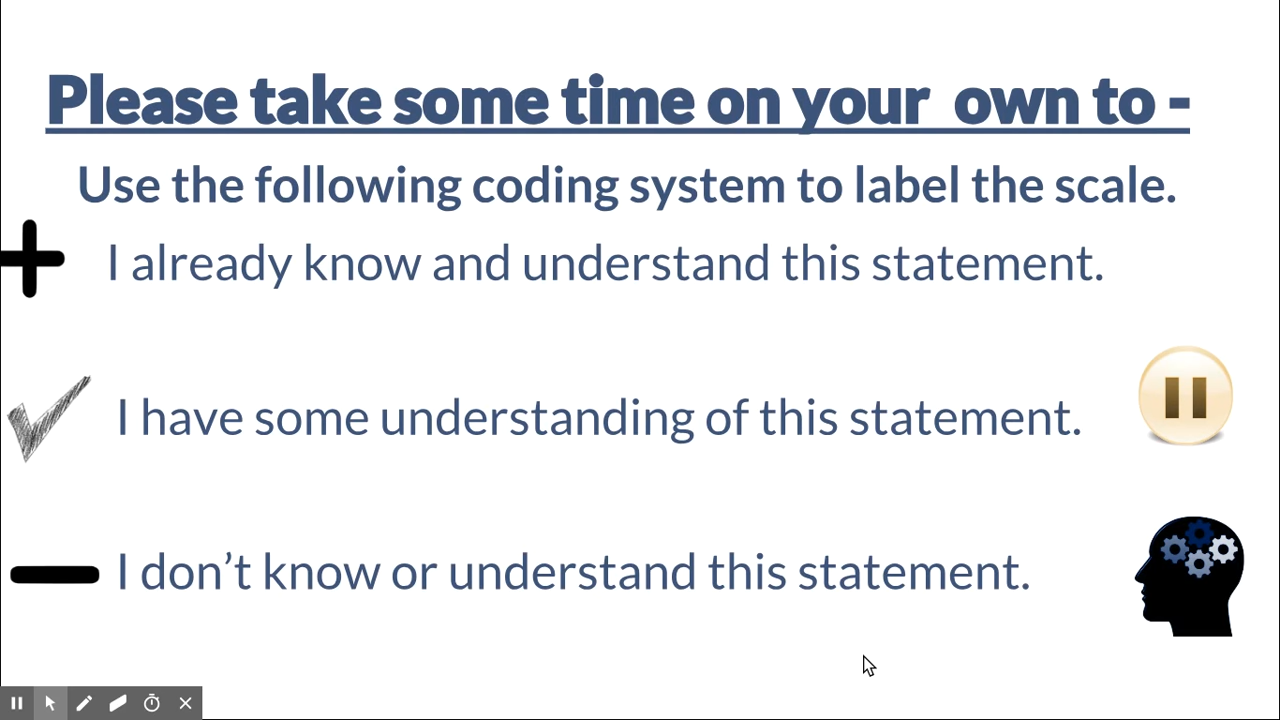 Please take some time on your  own to -
Use the following coding system to label the scale.
I already know and understand this statement.
I have some understanding of this statement.
I don’t know or understand this statement.